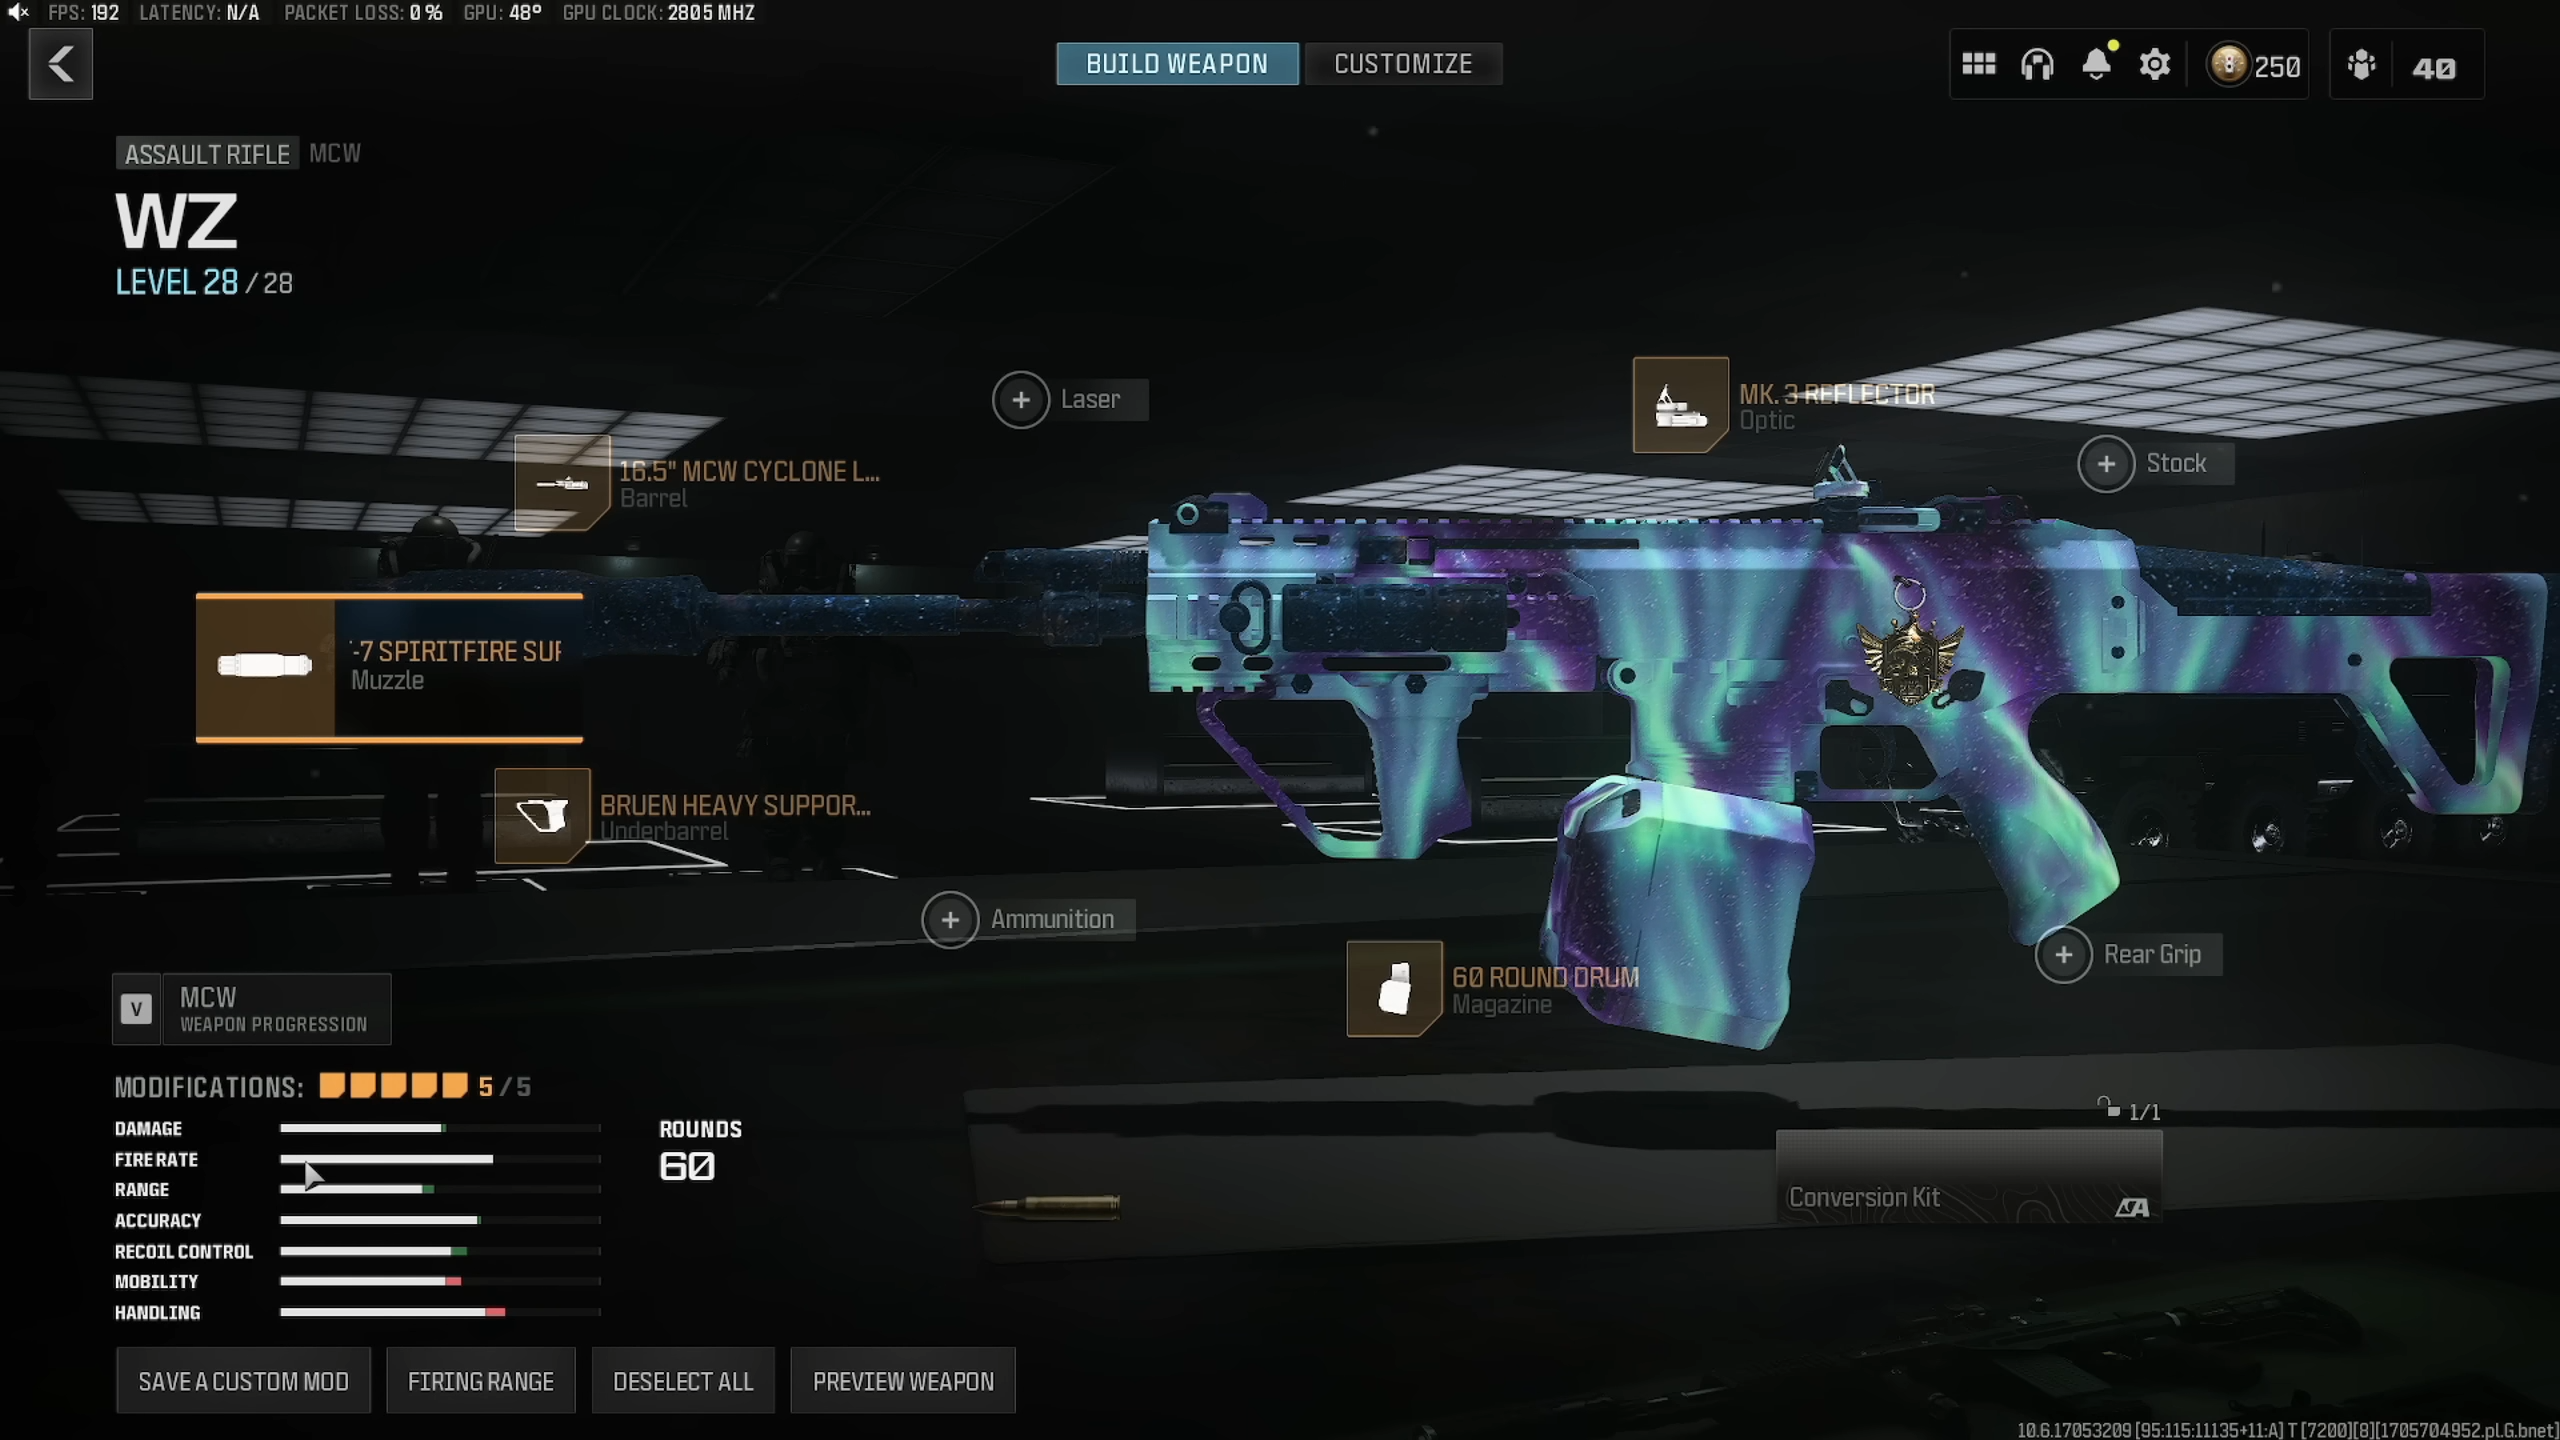 FPS: 192 LATENCY: N/A PACKET LOSS: 0% GPU: 48° GPU CLOCK: 2805 MHZ
BUILD WEAPON
CUSTOMIZE
250
40
ASSAULT RIFLE MCW
WZ
LEVEL 28 / 28
Laser
MK. 3 REFLECTOR
Optic
Stock
16.5" MCW CYCLONE L...
Barrel
-7 SPIRITFIRE SUP
Muzzle
BRUEN HEAVY SUPPOR...
Underbarrel
Ammunition
60 ROUND DRUM
Magazine
Rear Grip
V
MCW
WEAPON PROGRESSION
MODIFICATIONS: 5 / 5
DAMAGE
FIRE RATE
RANGE
ACCURACY
RECOIL CONTROL
MOBILITY
HANDLING
ROUNDS
60
1/1
Conversion Kit
SAVE A CUSTOM MOD
FIRING RANGE
DESELECT ALL
PREVIEW WEAPON
10.6.17053209 [95:115:11135+11:A] T [7200][8][1705704952.pl.G.bnet]